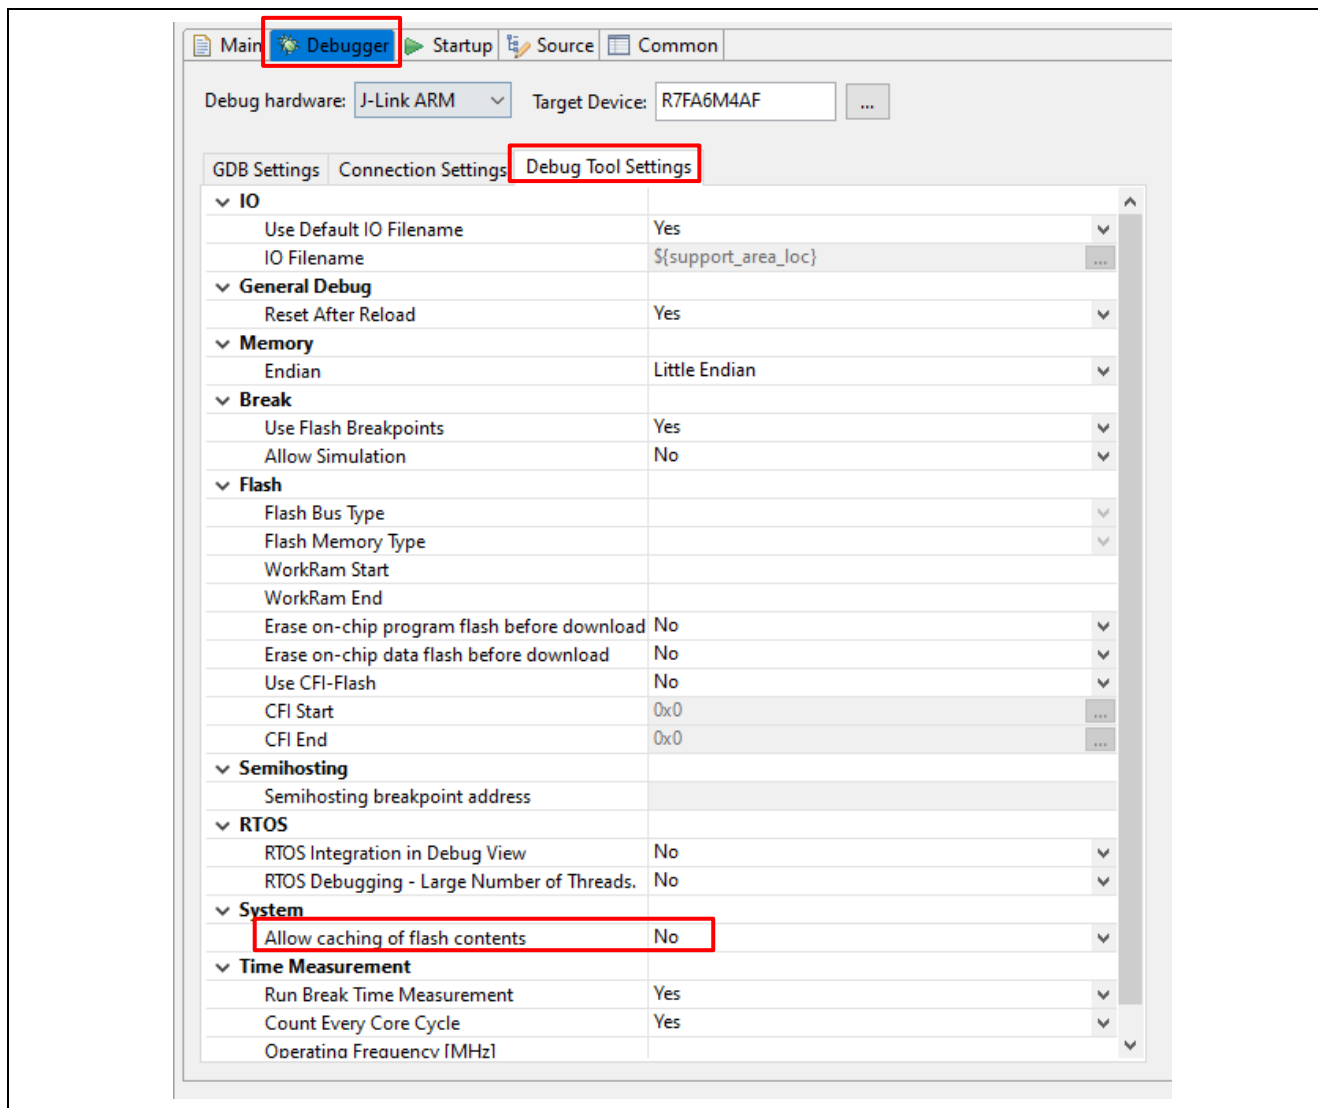 Main Debugger Startup Source Common
Debug hardware: J-Link ARM Target Device: R7FA6M4AF ...
GDB Settings Connection Settings Debug Tool Settings
IO
Use Default IO Filename Yes
IO Filename ${support_area_loc} ...
General Debug
Reset After Reload Yes
Memory
Endian Little Endian
Break
Use Flash Breakpoints Yes
Allow Simulation No
Flash
Flash Bus Type
Flash Memory Type
WorkRam Start
WorkRam End
Erase on-chip program flash before download No
Erase on-chip data flash before download No
Use CFI-Flash No
CFI Start 0x0 ...
CFI End 0x0 ...
Semihosting
Semihosting breakpoint address
RTOS
RTOS Integration in Debug View No
RTOS Debugging - Large Number of Threads. No
System
Allow caching of flash contents No
Time Measurement
Run Break Time Measurement Yes
Count Every Core Cycle Yes
Operating Frequency [MHz]